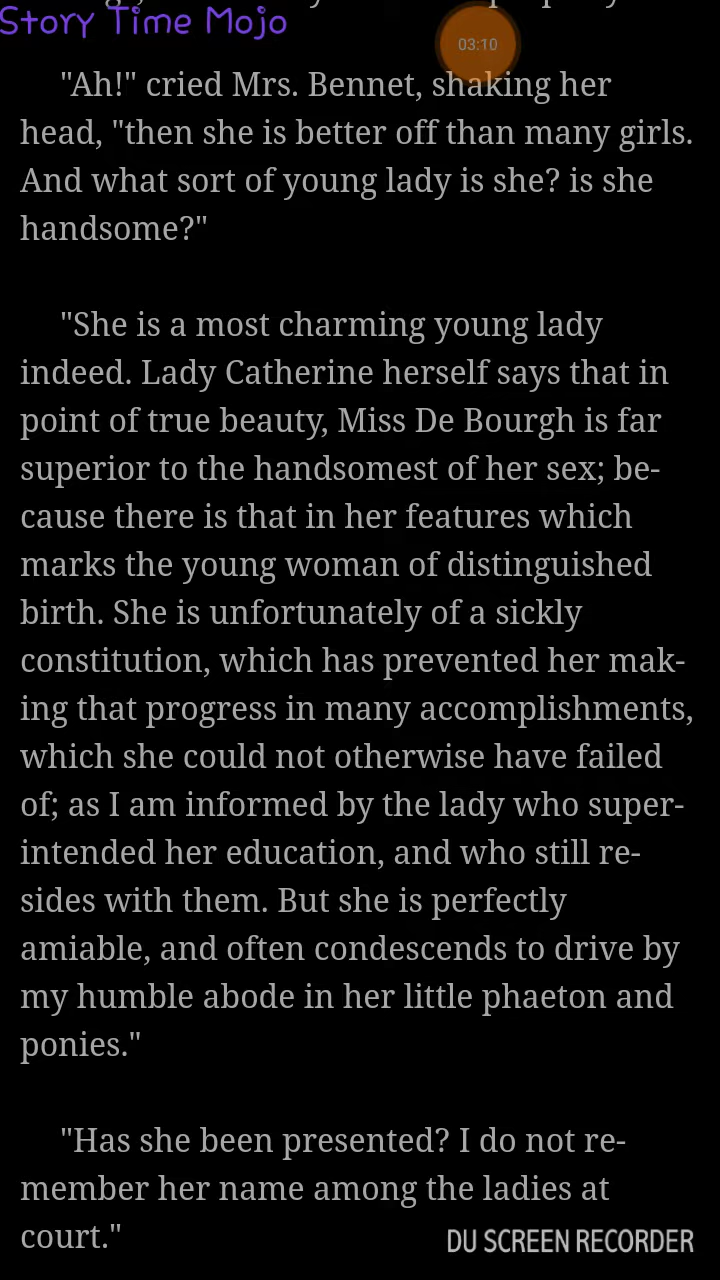 Story Time Mojo
03:10
"Ah!" cried Mrs. Bennet, shaking her
head, "then she is better off than many girls.
And what sort of young lady is she? is she
handsome?"
"She is a most charming young lady
indeed. Lady Catherine herself says that in
point of true beauty, Miss De Bourgh is far
superior to the handsomest of her sex; be-
cause there is that in her features which
marks the young woman of distinguished
birth. She is unfortunately of a sickly
constitution, which has prevented her mak-
ing that progress in many accomplishments,
which she could not otherwise have failed
of; as I am informed by the lady who super-
intended her education, and who still re-
sides with them. But she is perfectly
amiable, and often condescends to drive by
my humble abode in her little phaeton and
ponies."
"Has she been presented? I do not re-
member her name among the ladies at
court."
DU SCREEN RECORDER